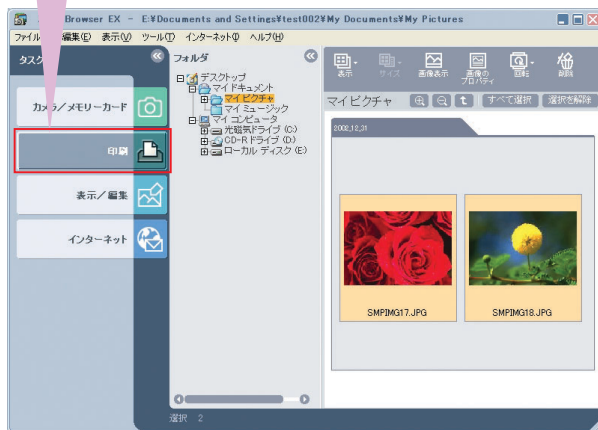 Browser EX - E:¥Documents and Settings¥test002¥My Documents¥My Pictures
編集(E) 表示(V) ツール(T) インターネット(I) ヘルプ(H)
フォルダ
カメラ／メモリーカード
印刷
表示／編集
インターネット
デスクトップ
マイドキュメント
マイピクチャ
マイミュージック
マイ コンピュータ
光磁気ドライブ (C)
CD-R ドライブ (D)
ローカル ディスク (E)
表示 サイズ 画像表示 画像のプロパティ 回転 削除
マイピクチャ すべて選択 選択を解除
2002,12,31
SMPIMG17.JPG SMPIMG18.JPG
選択 2